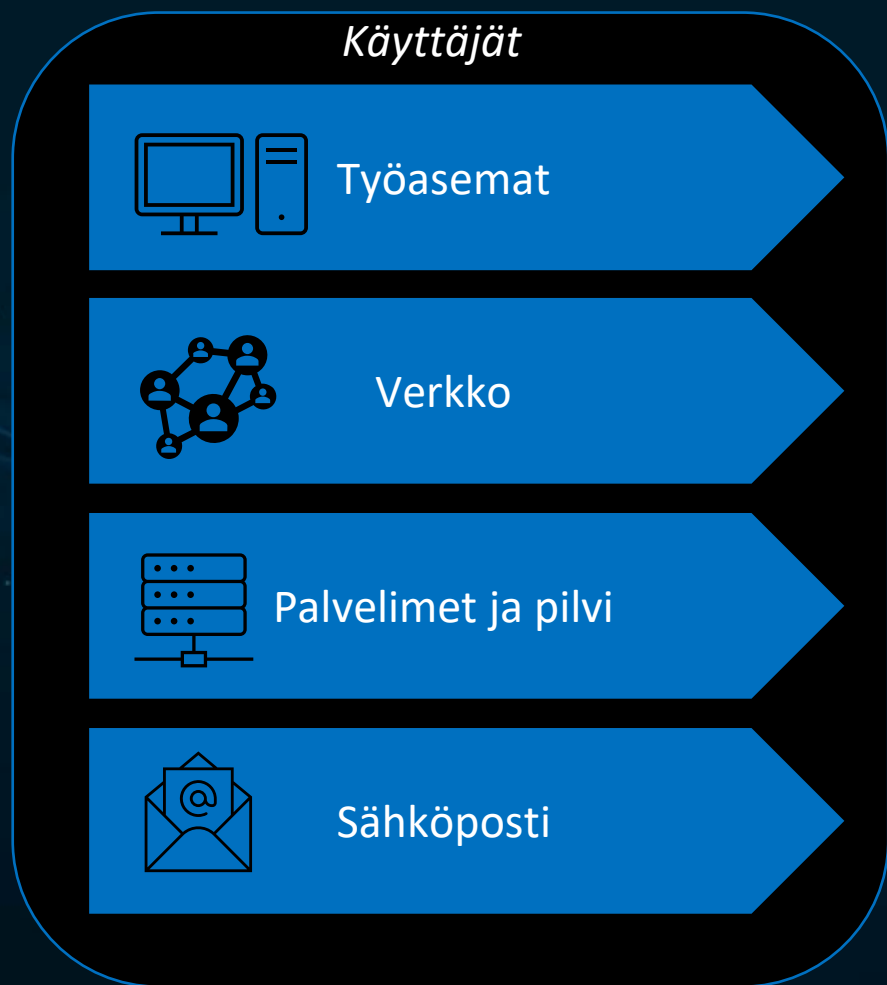 Käyttäjät
Työasemat
Verkko
Palvelimet ja pilvi
@
Sähköposti